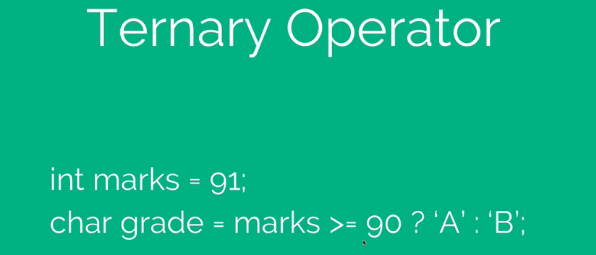 Ternary Operator
int marks = 91;
char grade = marks >= 90 ? ‘A’ : ‘B’;